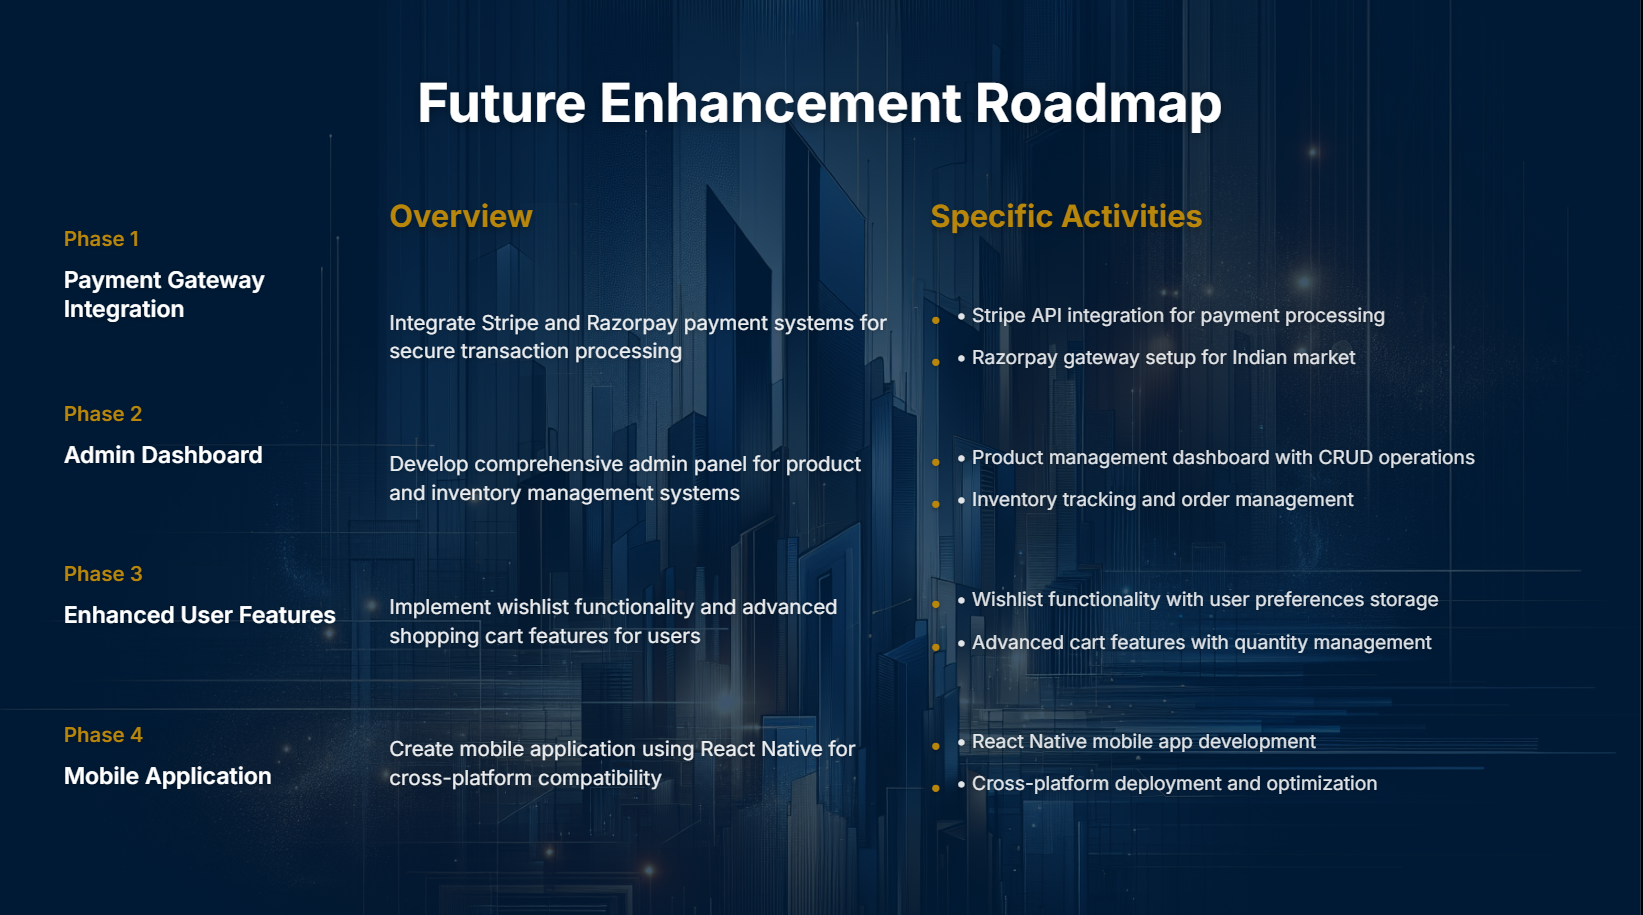 Future Enhancement Roadmap
Overview
Specific Activities
Phase 1
Payment Gateway
Integration
Integrate Stripe and Razorpay payment systems for
secure transaction processing
• Stripe API integration for payment processing
• Razorpay gateway setup for Indian market
Phase 2
Admin Dashboard
Develop comprehensive admin panel for product
and inventory management systems
• Product management dashboard with CRUD operations
• Inventory tracking and order management
Phase 3
Enhanced User Features
Implement wishlist functionality and advanced
shopping cart features for users
• Wishlist functionality with user preferences storage
• Advanced cart features with quantity management
Phase 4
Mobile Application
Create mobile application using React Native for
cross-platform compatibility
• React Native mobile app development
• Cross-platform deployment and optimization